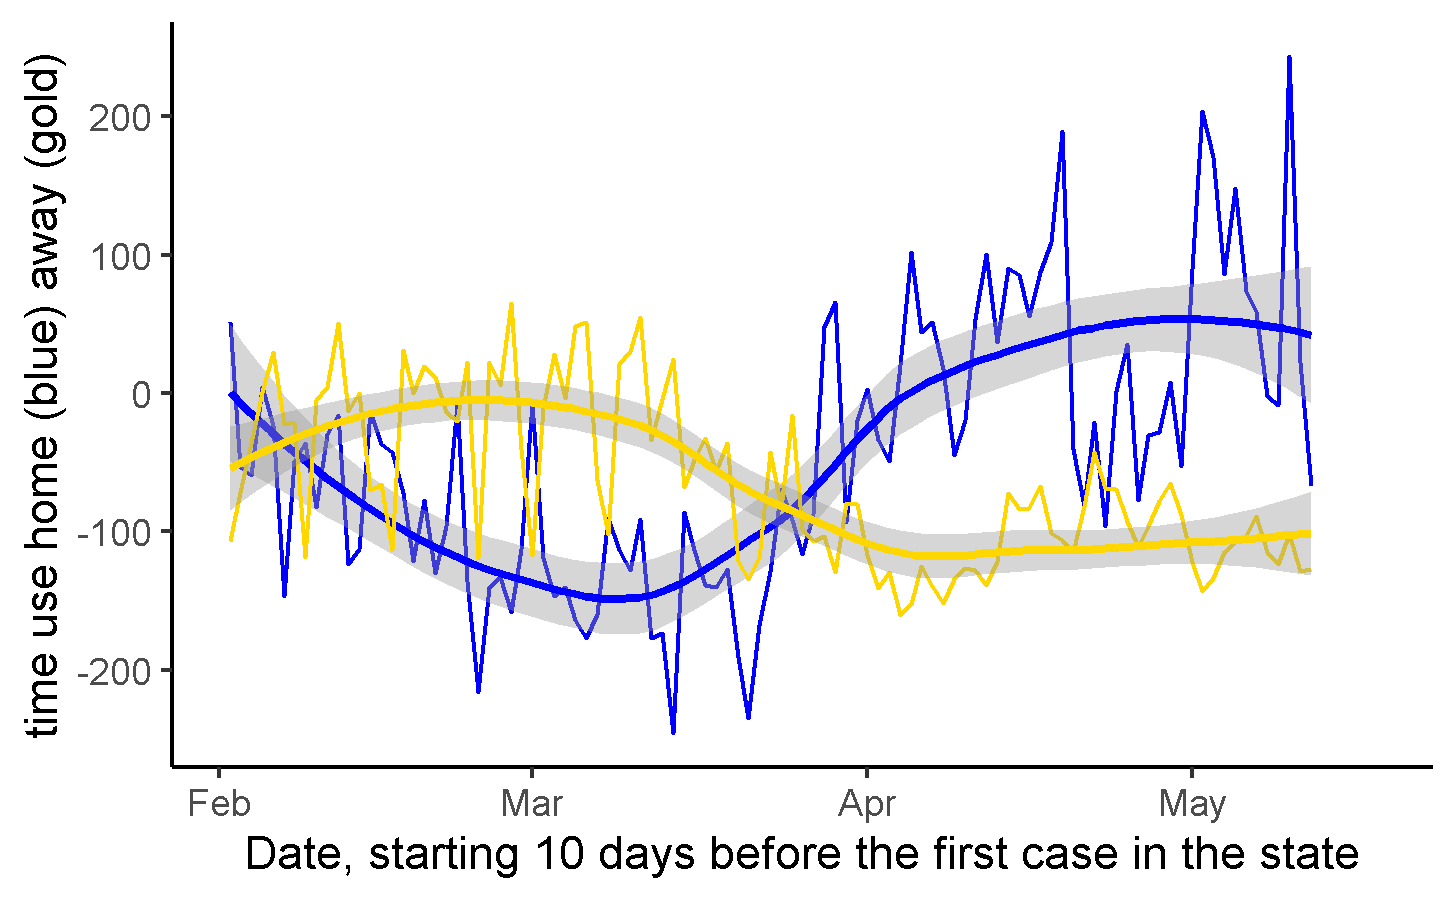 time use home (blue) away (gold)
200
100
0
-100
-200
Feb
Mar
Apr
May
Date, starting 10 days before the first case in the state